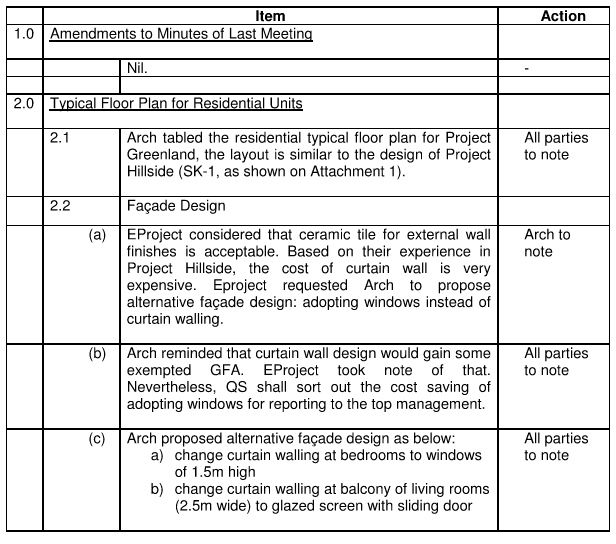 Item Action
1.0 Amendments to Minutes of Last Meeting
Nil. -
2.0 Typical Floor Plan for Residential Units
2.1 Arch tabled the residential typical floor plan for Project All parties
Greenland, the layout is similar to the design of Project to note
Hillside (SK-1, as shown on Attachment 1).
2.2 Façade Design
(a) EProject considered that ceramic tile for external wall Arch to
finishes is acceptable. Based on their experience in note
Project Hillside, the cost of curtain wall is very
expensive. Eproject requested Arch to propose
alternative façade design: adopting windows instead of
curtain walling.
(b) Arch reminded that curtain wall design would gain some All parties
exempted GFA. EProject took note of that. to note
Nevertheless, QS shall sort out the cost saving of
adopting windows for reporting to the top management.
(c) Arch proposed alternative façade design as below: All parties
a) change curtain walling at bedrooms to windows to note
of 1.5m high
b) change curtain walling at balcony of living rooms
(2.5m wide) to glazed screen with sliding door